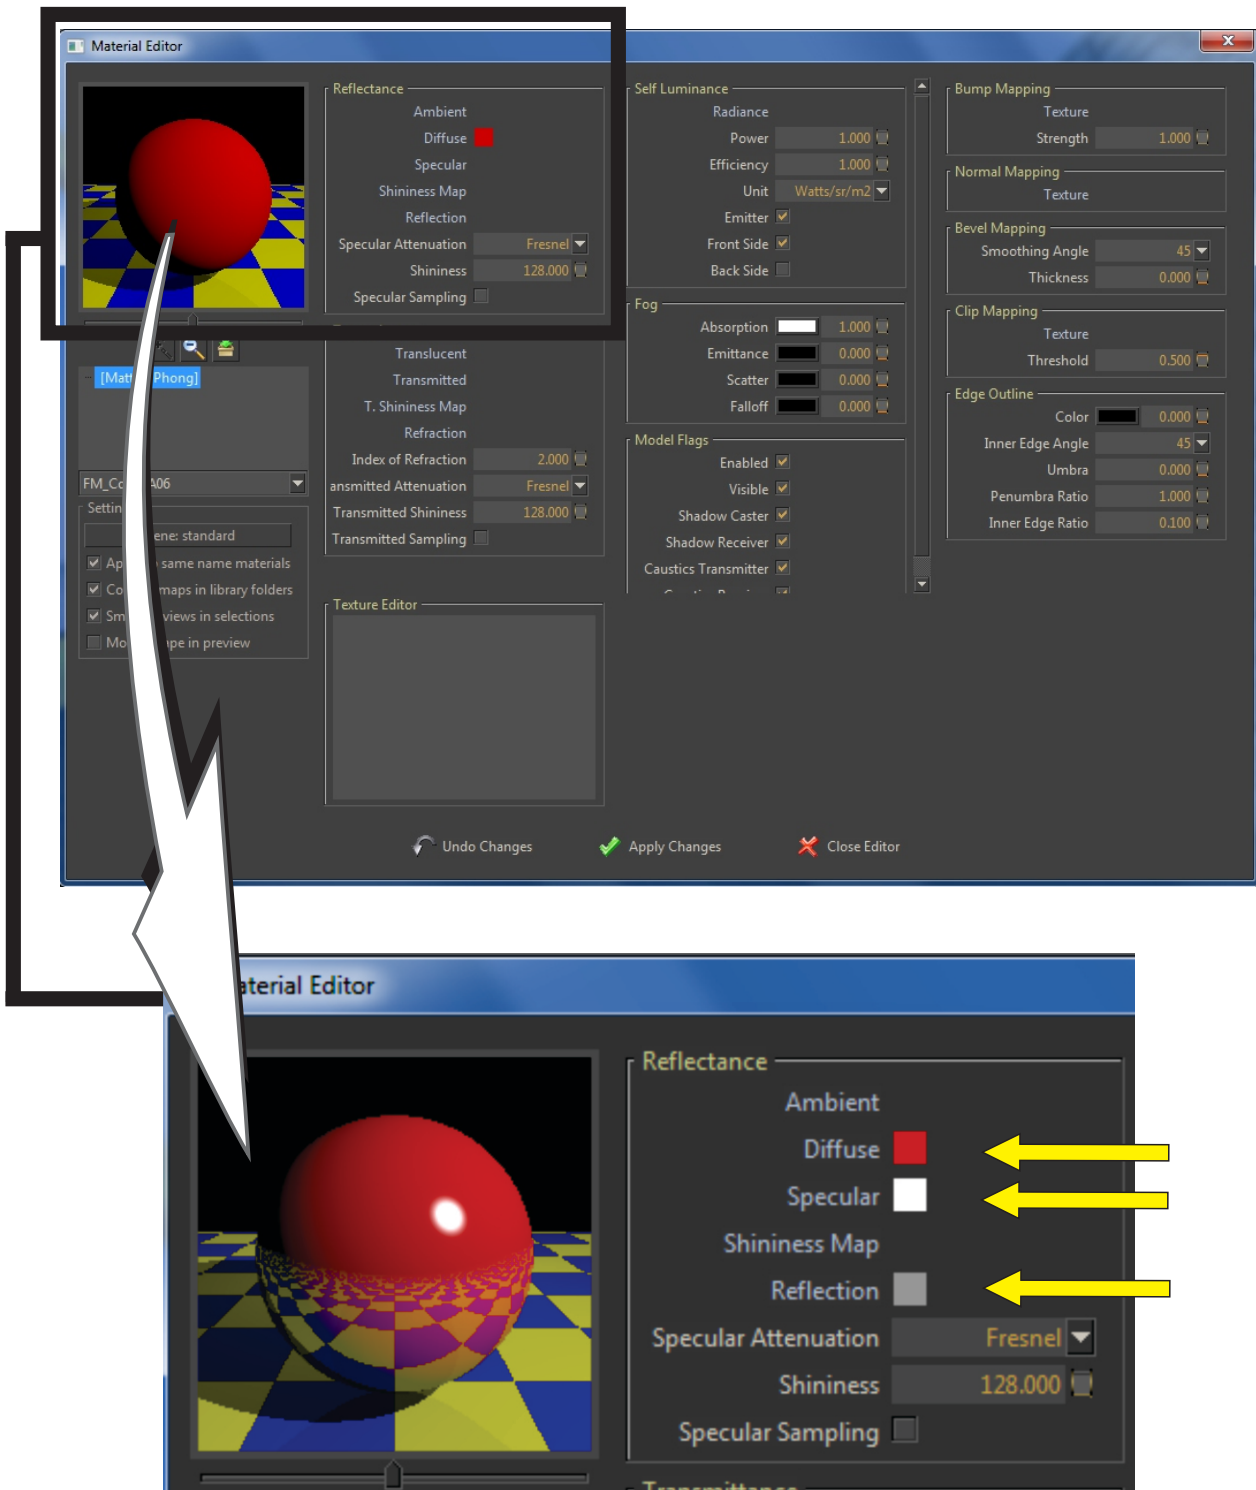 Material Editor
x
Reflectance
Ambient
Diffuse
Specular
Shininess Map
Reflection
Specular Attenuation Fresnel
Shininess 128.000
Specular Sampling
Translucent
Transmitted
T. Shininess Map
Refraction
Index of Refraction 2.000
ansmitted Attenuation Fresnel
Transmitted Shininess 128.000
Transmitted Sampling
Texture Editor
Self Luminance
Radiance
Power 1.000
Efficiency 1.000
Unit Watts/sr/m2
Emitter
Front Side
Back Side
Fog
Absorption 1.000
Emittance 0.000
Scatter 0.000
Falloff 0.000
Model Flags
Enabled
Visible
Shadow Caster
Shadow Receiver
Caustics Transmitter
Bump Mapping
Texture
Strength 1.000
Normal Mapping
Texture
Bevel Mapping
Smoothing Angle 45
Thickness 0.000
Clip Mapping
Texture
Threshold 0.500
Edge Outline
Color 0.000
Inner Edge Angle 45
Umbra 0.000
Penumbra Ratio 1.000
Inner Edge Ratio 0.100
[Matt Phong]
FM_Co A06
Settin
ene: standard
Ap same name materials
Co maps in library folders
Sm views in selections
Mo pe in preview
Undo Changes
Apply Changes
Close Editor
aterial Editor
Reflectance
Ambient
Diffuse
Specular
Shininess Map
Reflection
Specular Attenuation Fresnel
Shininess 128.000
Specular Sampling
Transmittance